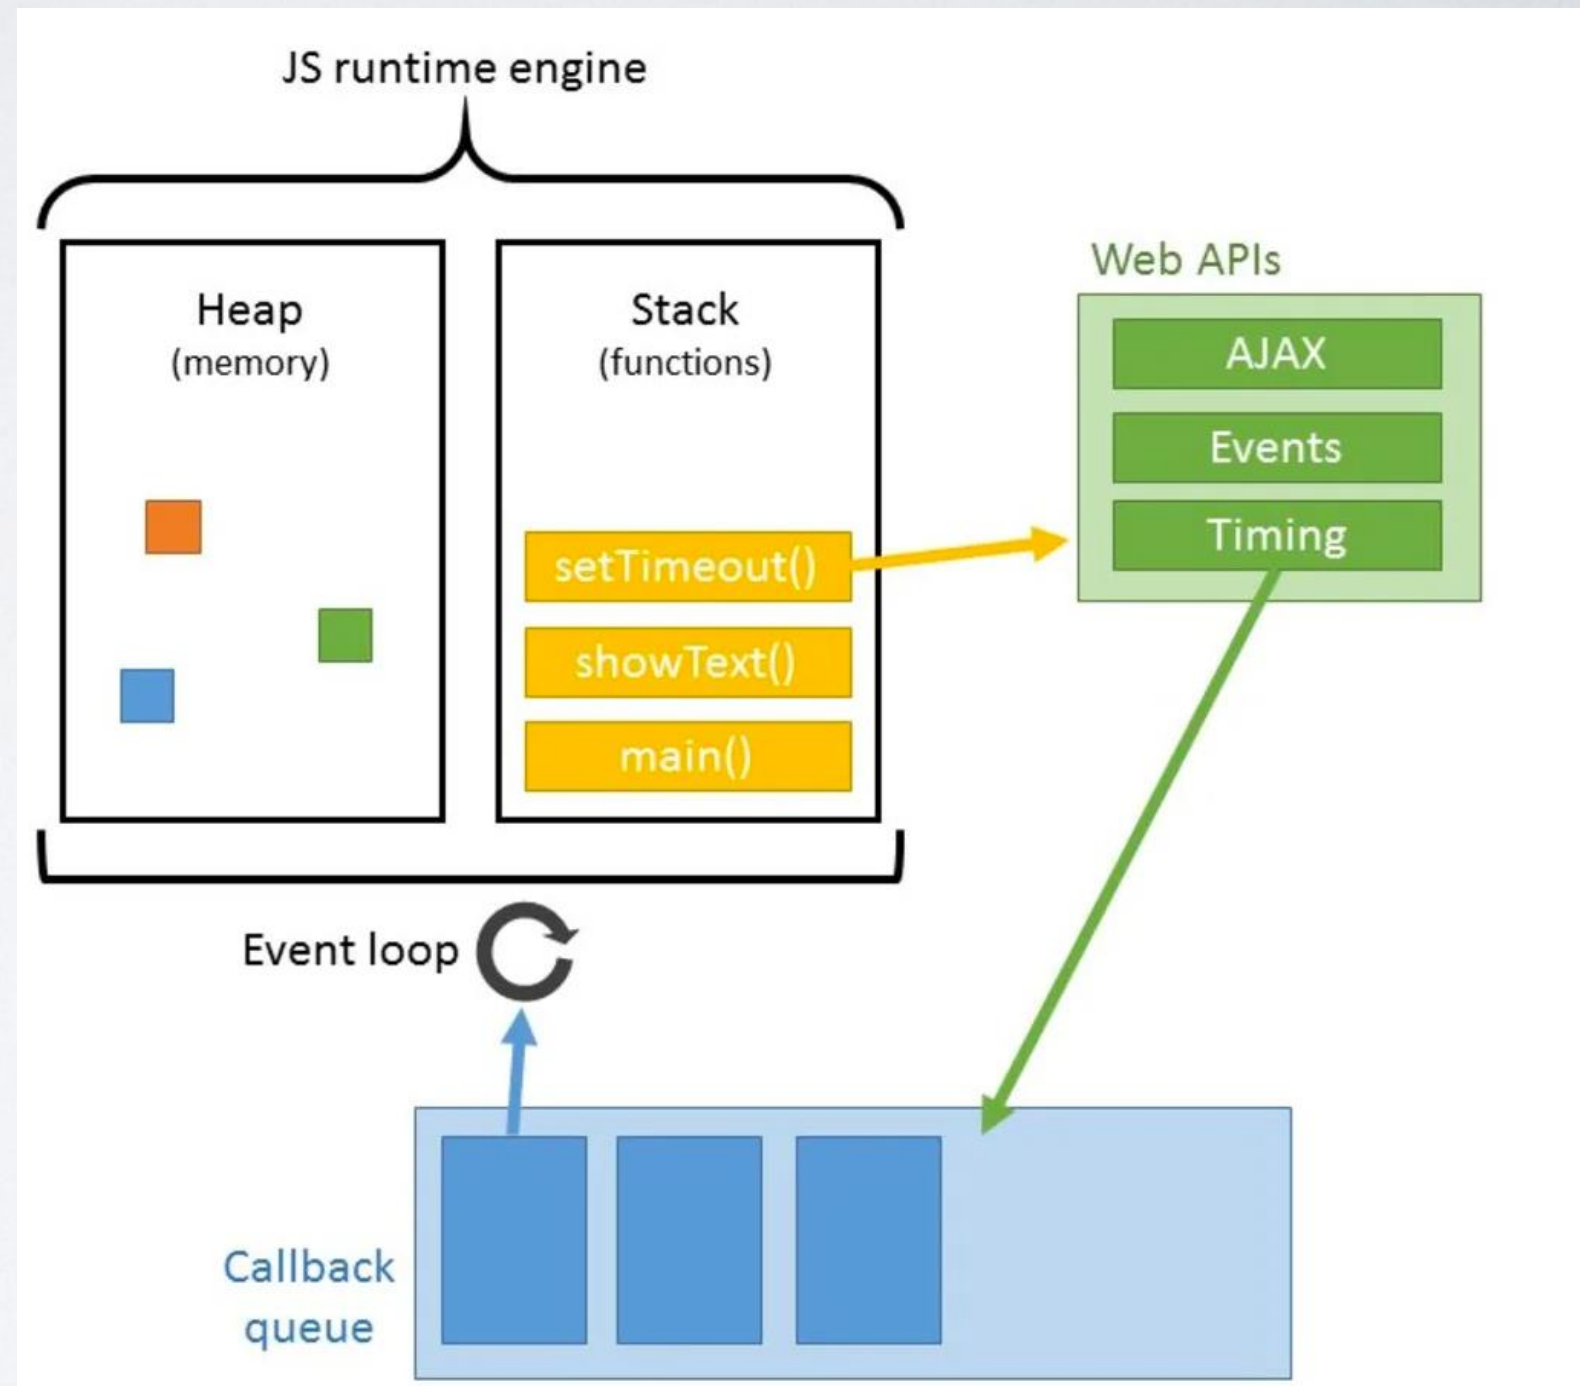 JS runtime engine
Heap
(memory)
Stack
(functions)
setTimeout()
showText()
main()
Web APIs
AJAX
Events
Timing
Event loop
Callback
queue